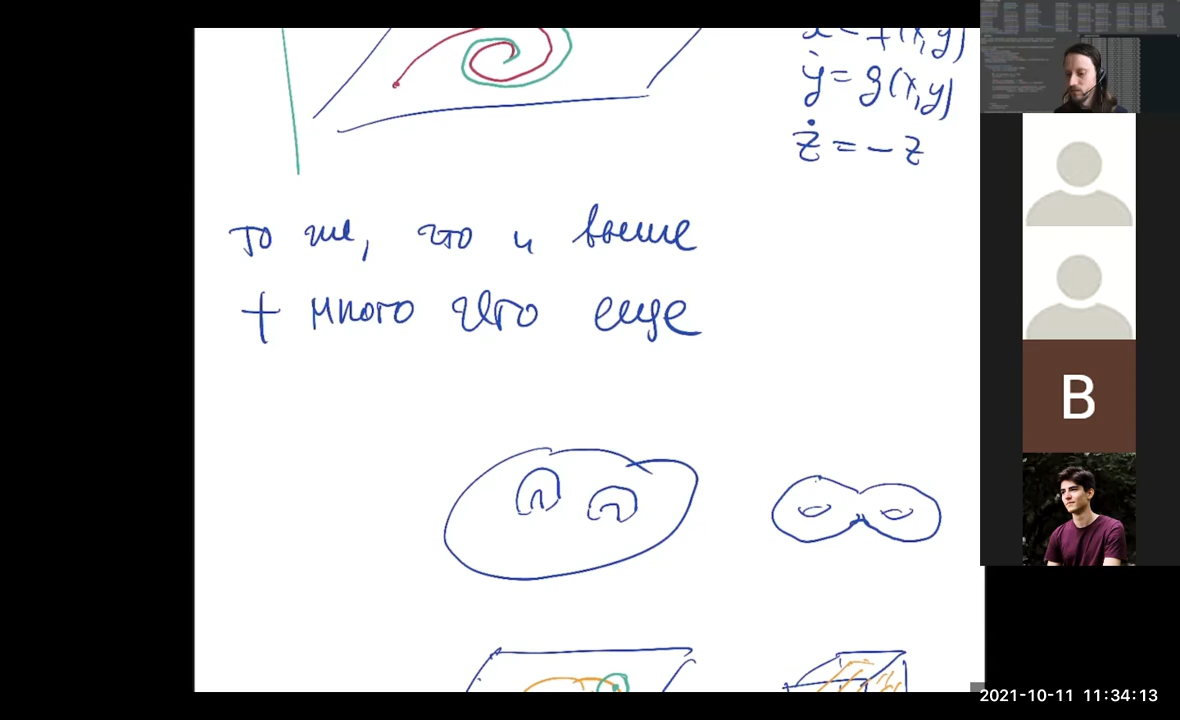 ẏ = g(x,y)
ż = -z
то же, что и выше
+ много чего еще
B
2021-10-11 11:34:13